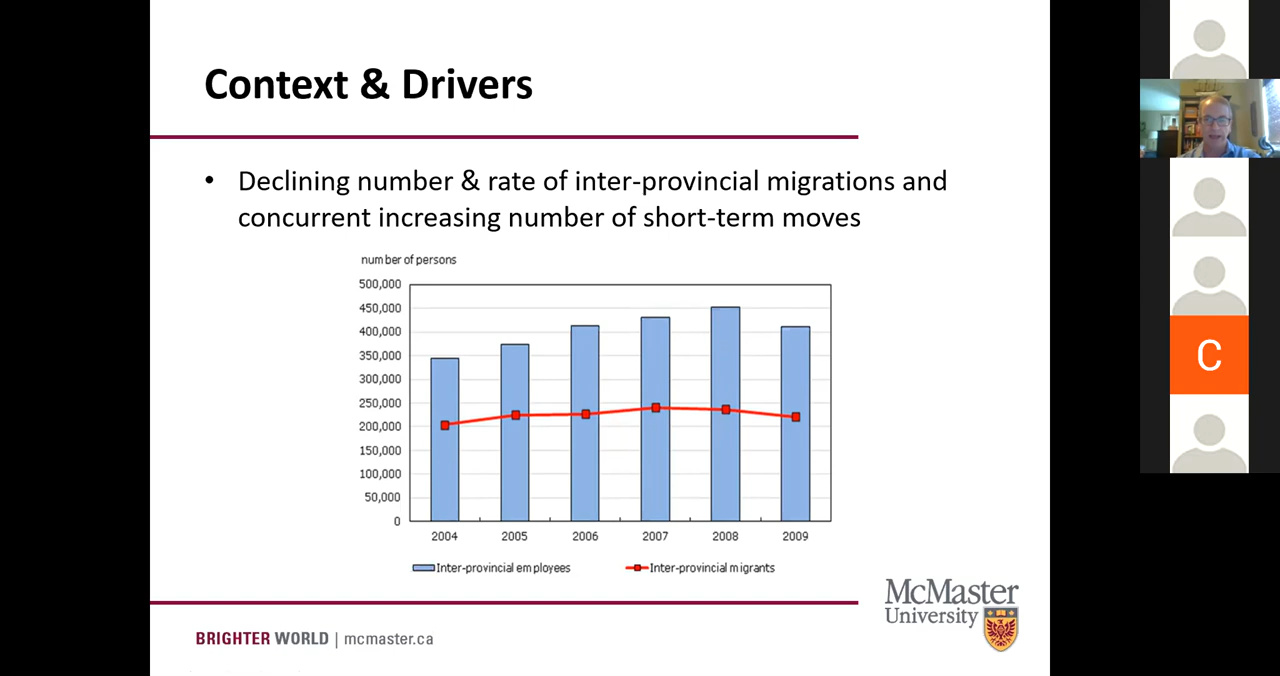 Context & Drivers
• Declining number & rate of inter-provincial migrations and
concurrent increasing number of short-term moves
number of persons
500,000
450,000
400,000
350,000
300,000
250,000
200,000
150,000
100,000
50,000
0
2004 2005 2006 2007 2008 2009
Inter-provincial employees Inter-provincial migrants
McMaster
University
BRIGHTER WORLD | mcmaster.ca
C